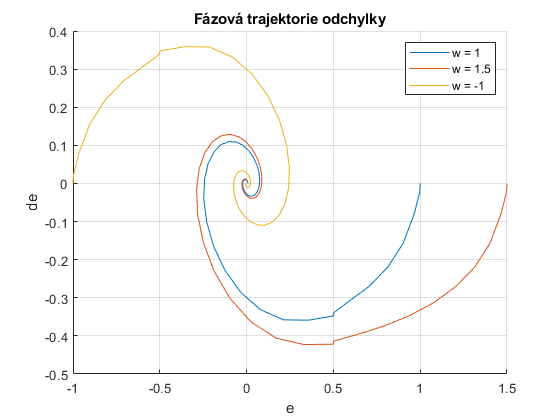 Fázová trajektorie odchylky
w = 1
w = 1.5
w = -1
de
0.4
0.3
0.2
0.1
0
-0.1
-0.2
-0.3
-0.4
-0.5
-1
-0.5
0
0.5
1
1.5
e